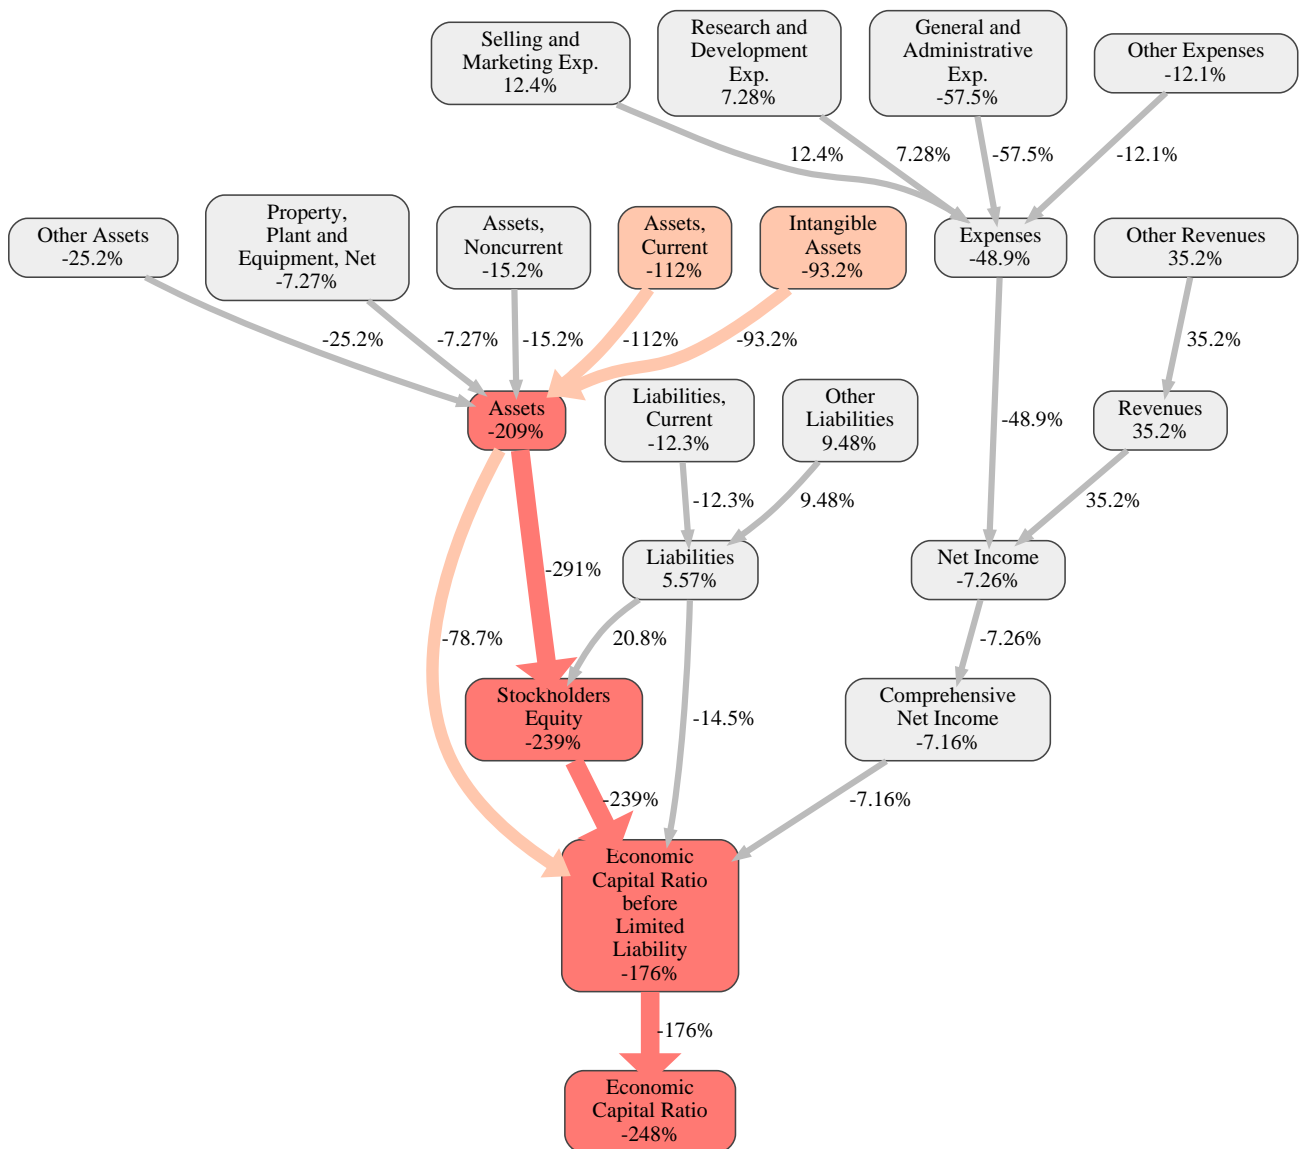 Selling and
Marketing Exp.
12.4%
Research and
Development
Exp.
7.28%
General and
Administrative
Exp.
-57.5%
Other Expenses
-12.1%
12.4%
7.28%
-57.5%
-12.1%
Other Assets
-25.2%
Property,
Plant and
Equipment, Net
-7.27%
Assets,
Noncurrent
-15.2%
Assets,
Current
-112%
Intangible
Assets
-93.2%
Expenses
-48.9%
Other Revenues
35.2%
-25.2%
-7.27%
-15.2%
-112%
-93.2%
35.2%
Assets
-209%
Liabilities,
Current
-12.3%
Other
Liabilities
9.48%
-48.9%
Revenues
35.2%
-12.3%
9.48%
35.2%
-291%
Liabilities
5.57%
Net Income
-7.26%
-78.7%
20.8%
-7.26%
Stockholders
Equity
-239%
-14.5%
Comprehensive
Net Income
-7.16%
-239%
-7.16%
Economic
Capital Ratio
before
Limited
Liability
-176%
-176%
Economic
Capital Ratio
-248%